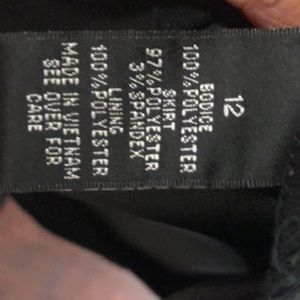 12
BODICE
100%POLYESTER
SKIRT
97%POLYESTER
3%SPANDEX
LINING
100%POLYESTER
MADE IN VIETNAM
SEE OVER FOR
CARE